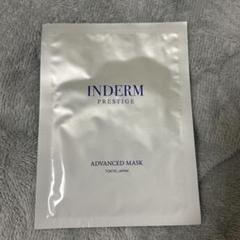 INDERM
PRESTIGE
ADVANCED MASK
TOKYO, JAPAN